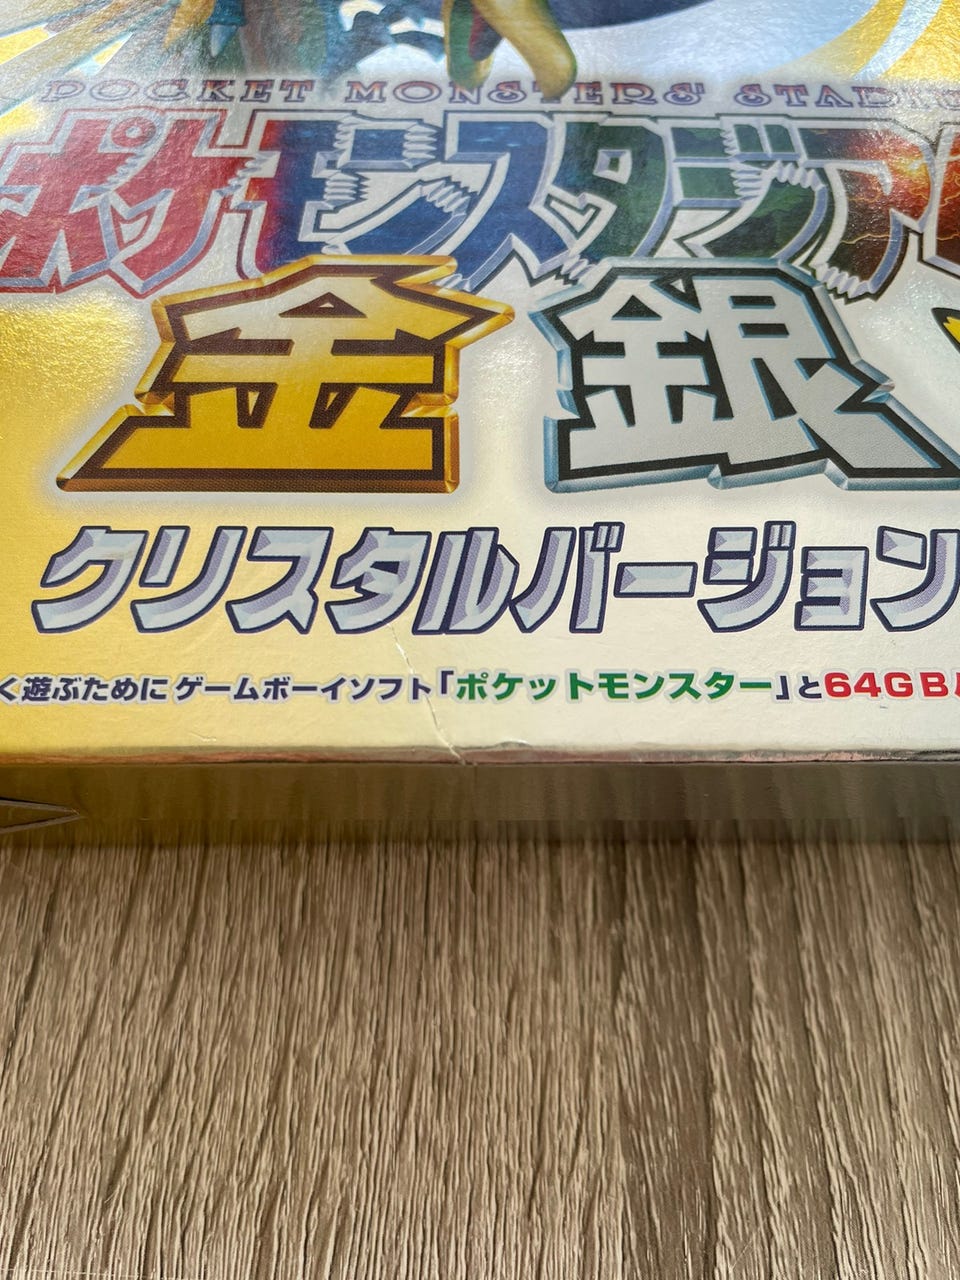 POCKET MONSTERS' STADIU
ポケモンスタジア
金 銀
クリスタルバージョン
く遊ぶためにゲームボーイソフト「ポケットモンスター」と64GB